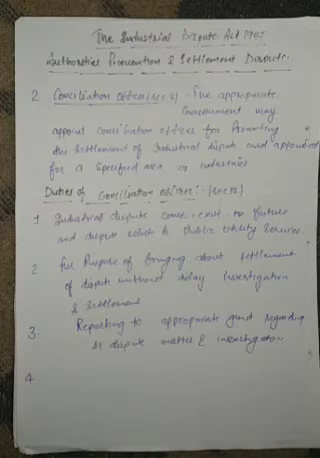 The Industrial Dispute Act 1947
Authorities Prevention & Settlement Dispute.
2 Conciliation officer (sec 4) - The appropriate
Government may
appoint conciliation officer for Promoting
the settlement of Industrial dispute and appointed
for a specified area or industries
Duties of Conciliation officer :- (sec 12)
1 Industrial dispute exist to future
and dispute relate to Public Utility Services
2 For Purpose of bringing about settlement
of dispute without delay Investigation
& settlement
3. Reporting to appropriate govt regarding
dispute matter & investigation
4